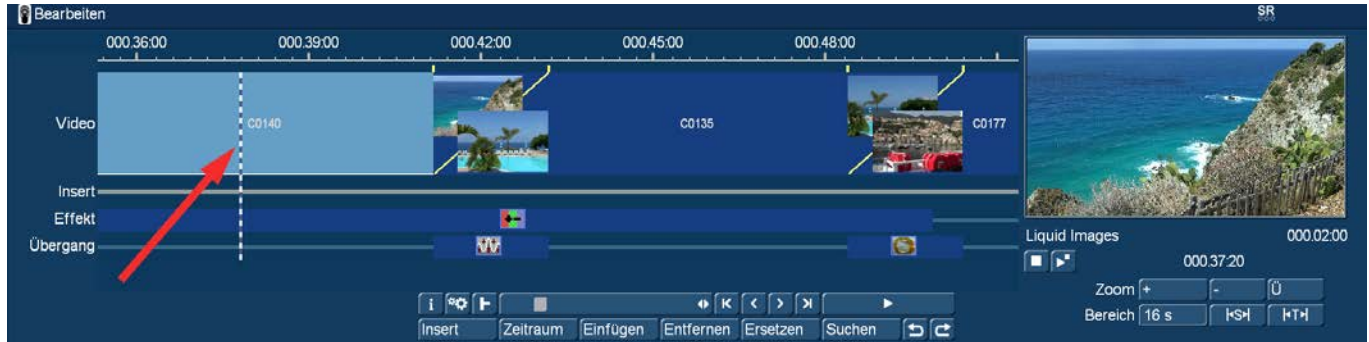 Bearbeiten
SR
000.36:00 000.39:00 000.42:00 000.45:00 000.48:00
Video C0140 C0135 C0177
Insert
Effekt
Übergang
Liquid Images 000.02:00
000.37:20
Zoom + - Ü
Bereich 16 s S T
i
Insert Zeitraum Einfügen Entfernen Ersetzen Suchen